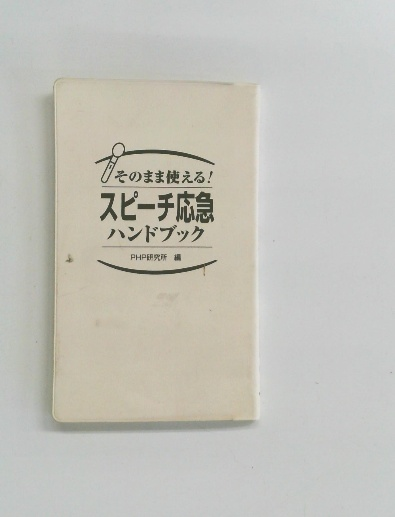 そのまま使える!
スピーチ応急
ハンドブック
PHP研究所 編